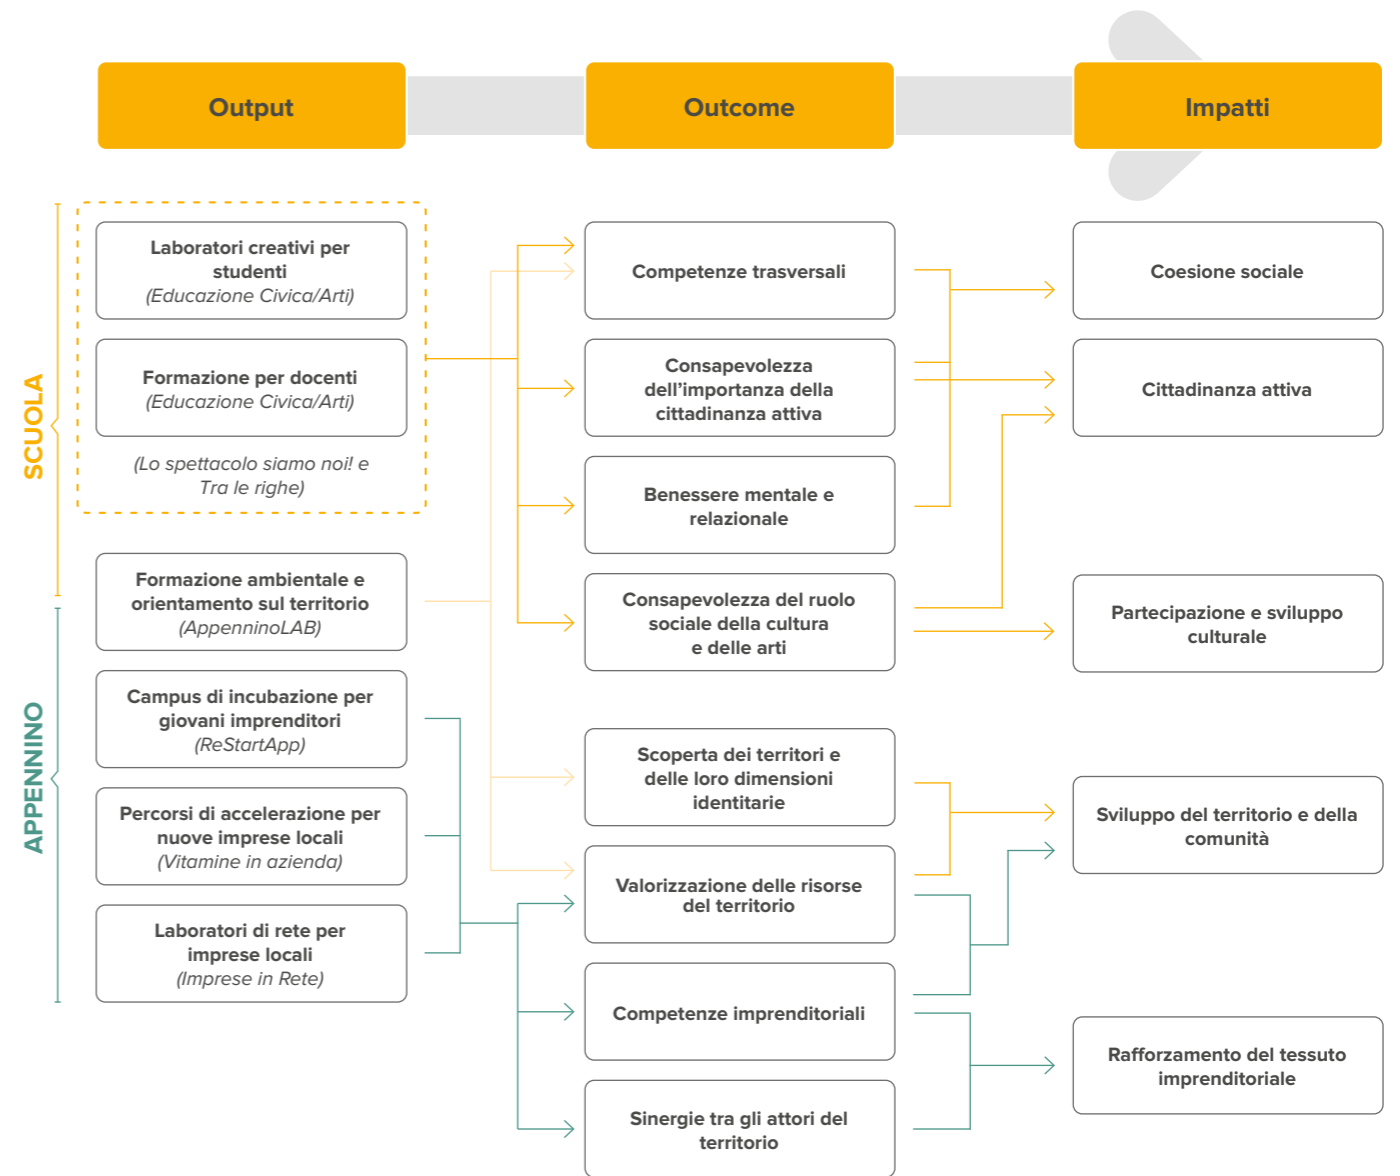 Output
Outcome
Impatti
SCUOLA
Laboratori creativi per
studenti
(Educazione Civica/Arti)
Formazione per docenti
(Educazione Civica/Arti)
(Lo spettacolo siamo noi! e
Tra le righe)
Formazione ambientale e
orientamento sul territorio
(AppenninoLAB)
APPENNINO
Campus di incubazione per
giovani imprenditori
(ReStartApp)
Percorsi di accelerazione per
nuove imprese locali
(Vitamine in azienda)
Laboratori di rete per
imprese locali
(Imprese in Rete)
Competenze trasversali
Consapevolezza
dell’importanza della
cittadinanza attiva
Benessere mentale e
relazionale
Consapevolezza del ruolo
sociale della cultura
e delle arti
Scoperta dei territori e
delle loro dimensioni
identitarie
Valorizzazione delle risorse
del territorio
Competenze imprenditoriali
Sinergie tra gli attori del
territorio
Coesione sociale
Cittadinanza attiva
Partecipazione e sviluppo
culturale
Sviluppo del territorio e della
comunità
Rafforzamento del tessuto
imprenditoriale